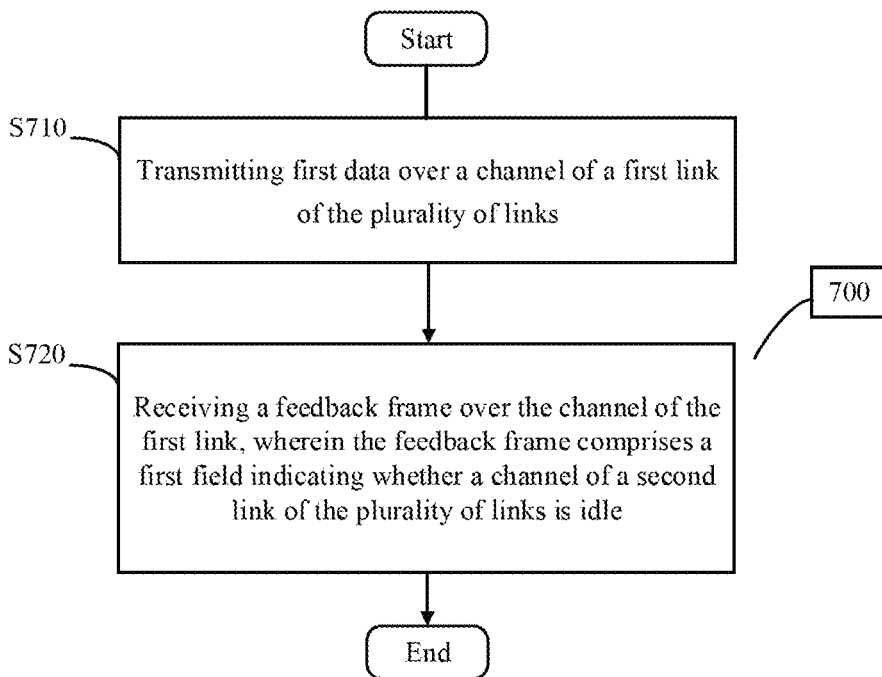 Start
S710
Transmitting first data over a channel of a first link
of the plurality of links
700
S720
Receiving a feedback frame over the channel of the
first link, wherein the feedback frame comprises a
first field indicating whether a channel of a second
link of the plurality of links is idle
End